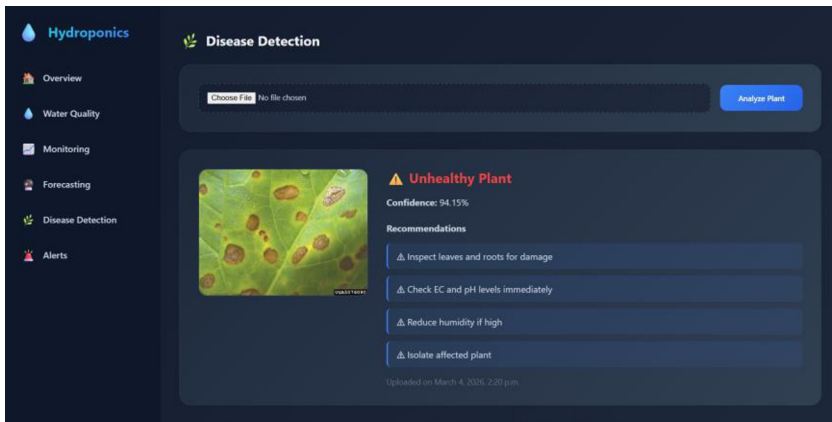 Hydroponics
Overview
Water Quality
Monitoring
Forecasting
Disease Detection
Alerts
Disease Detection
Choose File No file chosen
Analyze Plant
Unhealthy Plant
Confidence: 94.15%
Recommendations
⚠ Inspect leaves and roots for damage
⚠ Check EC and pH levels immediately
⚠ Reduce humidity if high
⚠ Isolate affected plant
Uploaded on March 4, 2026, 2:20 p.m.